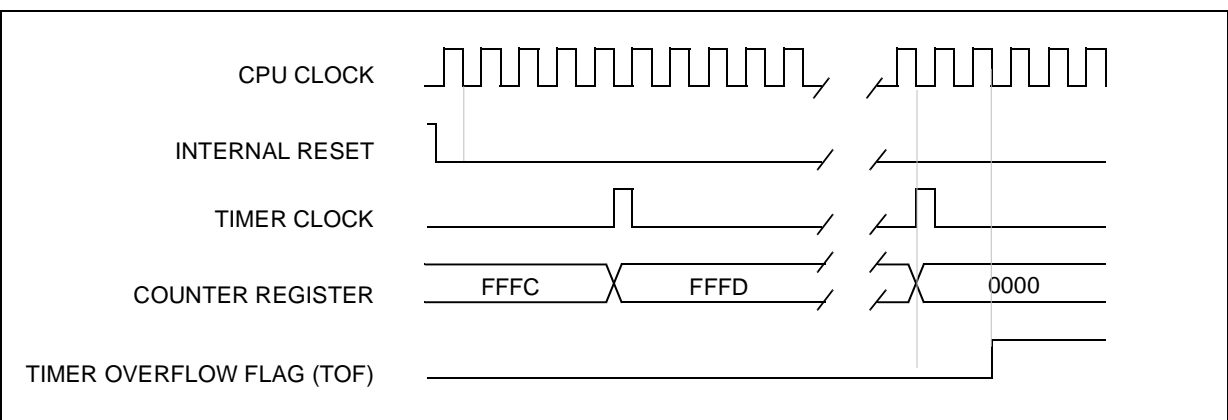 CPU CLOCK
INTERNAL RESET
TIMER CLOCK
COUNTER REGISTER FFFC FFFD 0000
TIMER OVERFLOW FLAG (TOF)